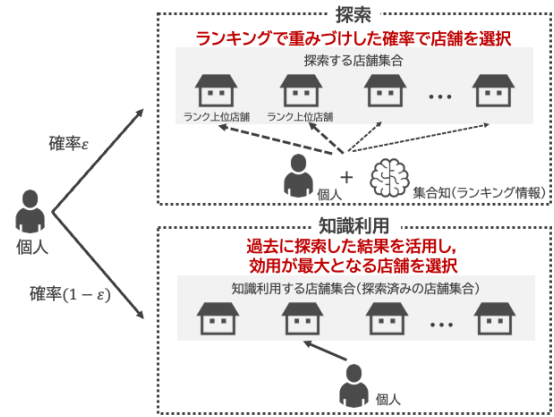 探索
ランキングで重みづけした確率で店舗を選択
探索する店舗集合
…
ランク上位店舗 ランク上位店舗
確率ε
+
個人
集合知(ランキング情報)
個人
知識利用
過去に探索した結果を活用し,
効用が最大となる店舗を選択
確率(1 − ε)
知識利用する店舗集合(探索済みの店舗集合)
…
個人